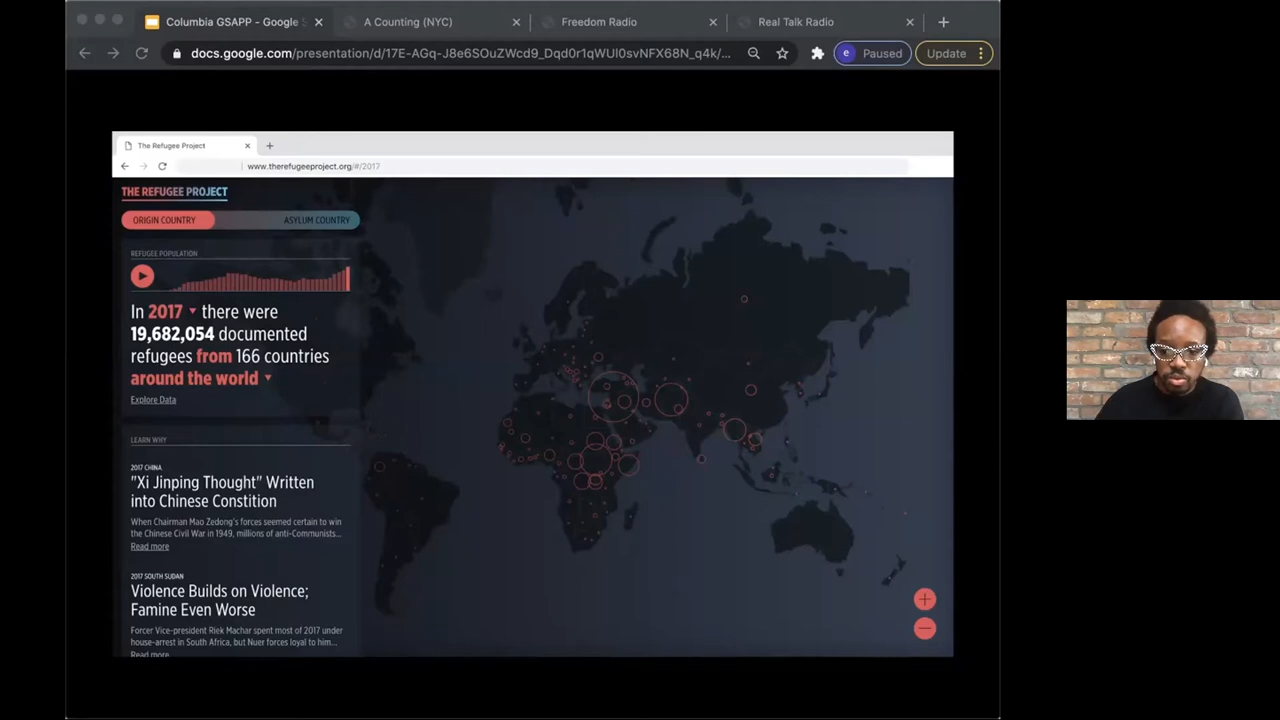 Columbia GSAPP - Google S
A Counting (NYC)
Freedom Radio
Real Talk Radio
docs.google.com/presentation/d/17E-AGq-J8e6SOuZWcd9_Dqd0r1qWUI0svNFX68N_q4k/...
e
Paused
Update
The Refugee Project
www.therefugeeproject.org/#/2017
THE REFUGEE PROJECT
ORIGIN COUNTRY
ASYLUM COUNTRY
REFUGEE POPULATION
In 2017 there were
19,682,054 documented
refugees from 166 countries
around the world
Explore Data
LEARN WHY
2017 CHINA
"Xi Jinping Thought" Written
into Chinese Constition
When Chairman Mao Zedong's forces seemed certain to win
the Chinese Civil War in 1949, millions of anti-Communists...
Read more
2017 SOUTH SUDAN
Violence Builds on Violence;
Famine Even Worse
Forcer Vice-president Riek Machar spent most of 2017 under
house-arrest in South Africa, but Nuer forces loyal to him...
Read more